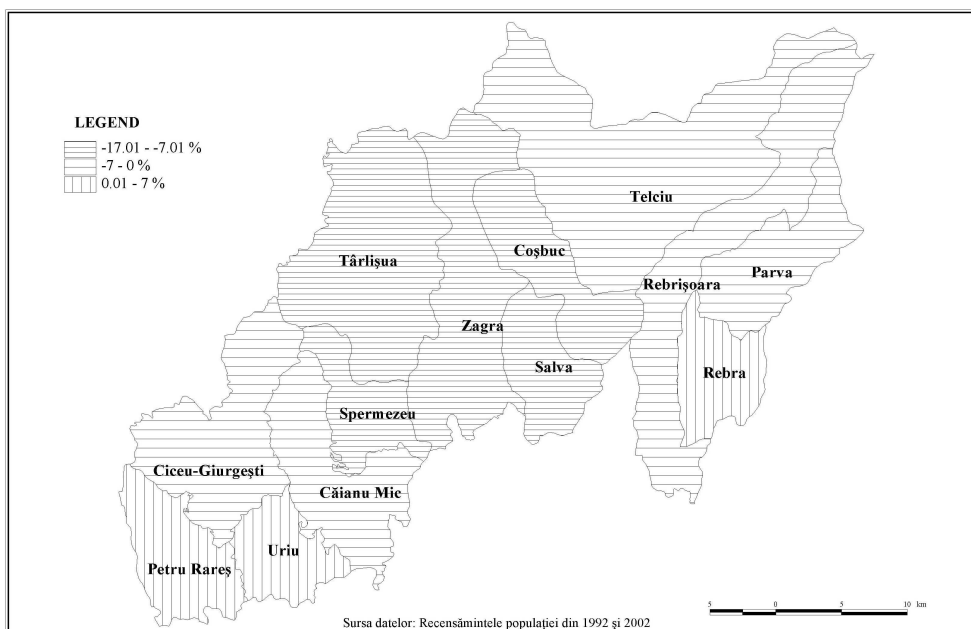 LEGEND
-17.01 - -7.01 %
-7 - 0 %
0.01 - 7 %
Telciu
Coşbuc
Târlişua
Parva
Rebrişoara
Zagra
Salva
Rebra
Spermezeu
Ciceu-Giurgeşti
Căianu Mic
Uriu
Petru Rareş
5 0 5 10 km
Sursa datelor: Recensămintele populaţiei din 1992 şi 2002